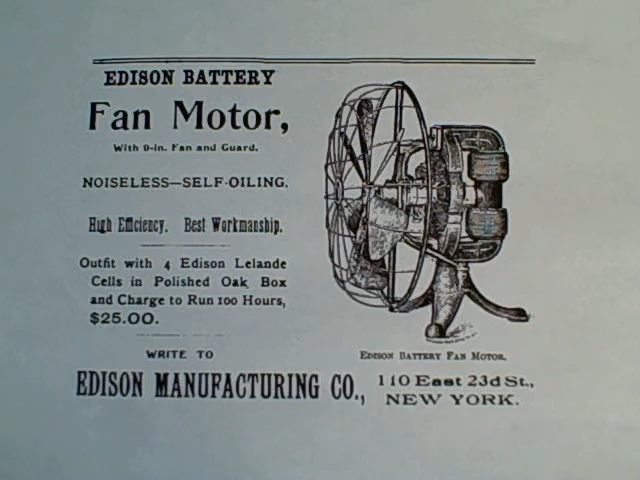 EDISON BATTERY
Fan Motor,
With 9-in. Fan and Guard.
NOISELESS—SELF-OILING.
High Efficiency. Best Workmanship.
Outfit with 4 Edison Lelande
Cells in Polished Oak Box
and Charge to Run 100 Hours,
$25.00.
WRITE TO
EDISON BATTERY FAN MOTOR.
EDISON MANUFACTURING CO.,
110 East 23d St.,
NEW YORK.